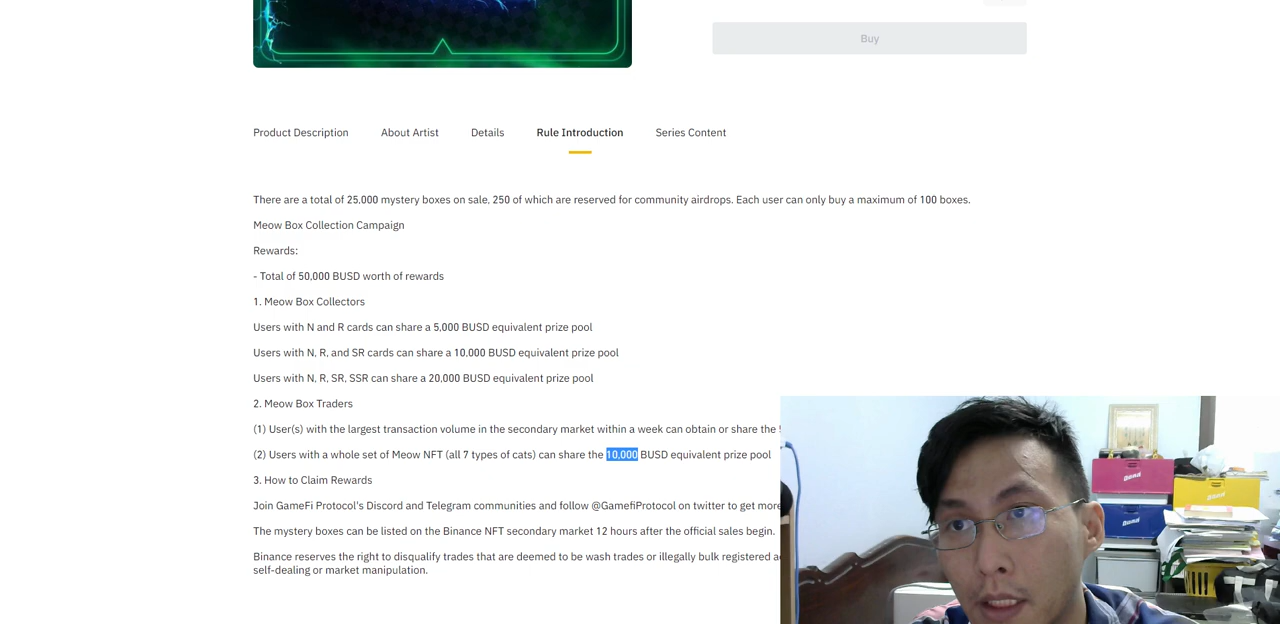 Buy
Product Description About Artist Details Rule Introduction Series Content
There are a total of 25,000 mystery boxes on sale, 250 of which are reserved for community airdrops. Each user can only buy a maximum of 100 boxes.
Meow Box Collection Campaign
Rewards:
- Total of 50,000 BUSD worth of rewards
1. Meow Box Collectors
Users with N and R cards can share a 5,000 BUSD equivalent prize pool
Users with N, R, and SR cards can share a 10,000 BUSD equivalent prize pool
Users with N, R, SR, SSR can share a 20,000 BUSD equivalent prize pool
2. Meow Box Traders
(1) User(s) with the largest transaction volume in the secondary market within a week can obtain or share the
(2) Users with a whole set of Meow NFT (all 7 types of cats) can share the 10,000 BUSD equivalent prize pool
3. How to Claim Rewards
Join GameFi Protocol's Discord and Telegram communities and follow @GamefiProtocol on twitter to get more
The mystery boxes can be listed on the Binance NFT secondary market 12 hours after the official sales begin.
Binance reserves the right to disqualify trades that are deemed to be wash trades or illegally bulk registered
self-dealing or market manipulation.